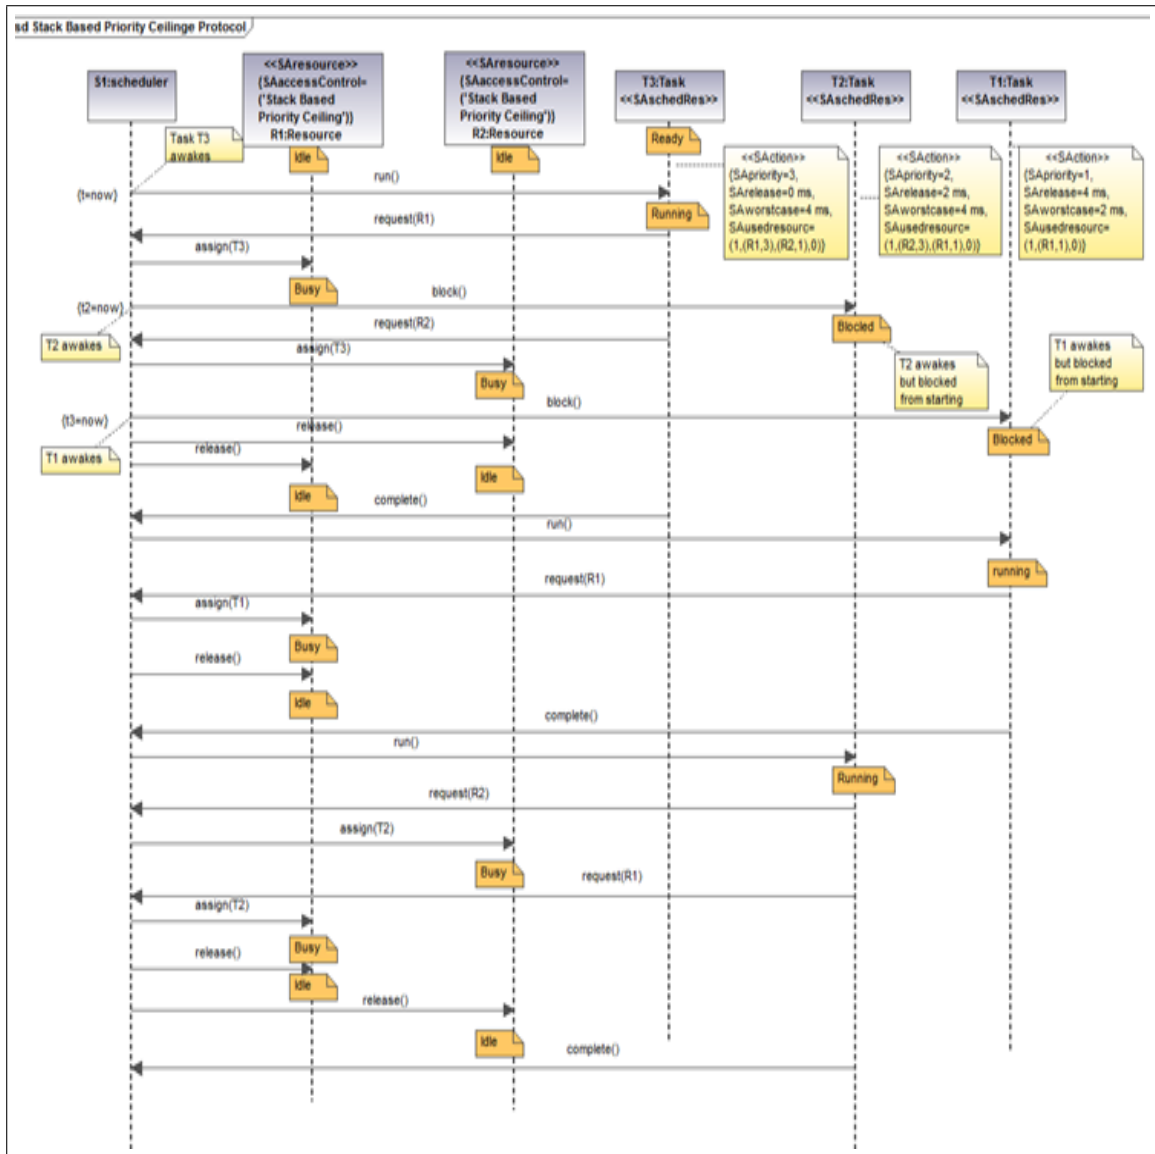 sd Stack Based Priority Ceilinge Protocol
S1:scheduler
<<SAresource>>
{SAaccessControl=
('Stack Based
Priority Ceiling')}
R1:Resource
<<SAresource>>
{SAaccessControl=
('Stack Based
Priority Ceiling')}
R2:Resource
T3:Task
<<SAschedRes>>
T2:Task
<<SAschedRes>>
T1:Task
<<SAschedRes>>
Task T3
awakes
Idle
Idle
Ready
<<SAction>>
{SApriority=3,
SArelease=0 ms,
SAworstcase=4 ms,
SAusedresourc=
(1,(R1,3),(R2,1),0)}
<<SAction>>
{SApriority=2,
SArelease=2 ms,
SAworstcase=4 ms,
SAusedresourc=
(1,(R2,3),(R1,1),0)}
<<SAction>>
{SApriority=1,
SArelease=4 ms,
SAworstcase=2 ms,
SAusedresourc=
(1,(R1,1),0)}
{t=now}
run()
Running
request(R1)
assign(T3)
Busy
{t2=now}
block()
T2 awakes
request(R2)
Blocled
T2 awakes
but blocked
from starting
T1 awakes
but blocked
from starting
assign(T3)
Busy
{t3=now}
block()
T1 awakes
release()
Blocked
release()
Idle
Idle
complete()
run()
running
request(R1)
assign(T1)
Busy
release()
Idle
complete()
run()
Running
request(R2)
assign(T2)
Busy
request(R1)
assign(T2)
Busy
release()
Idle
release()
Idle
complete()